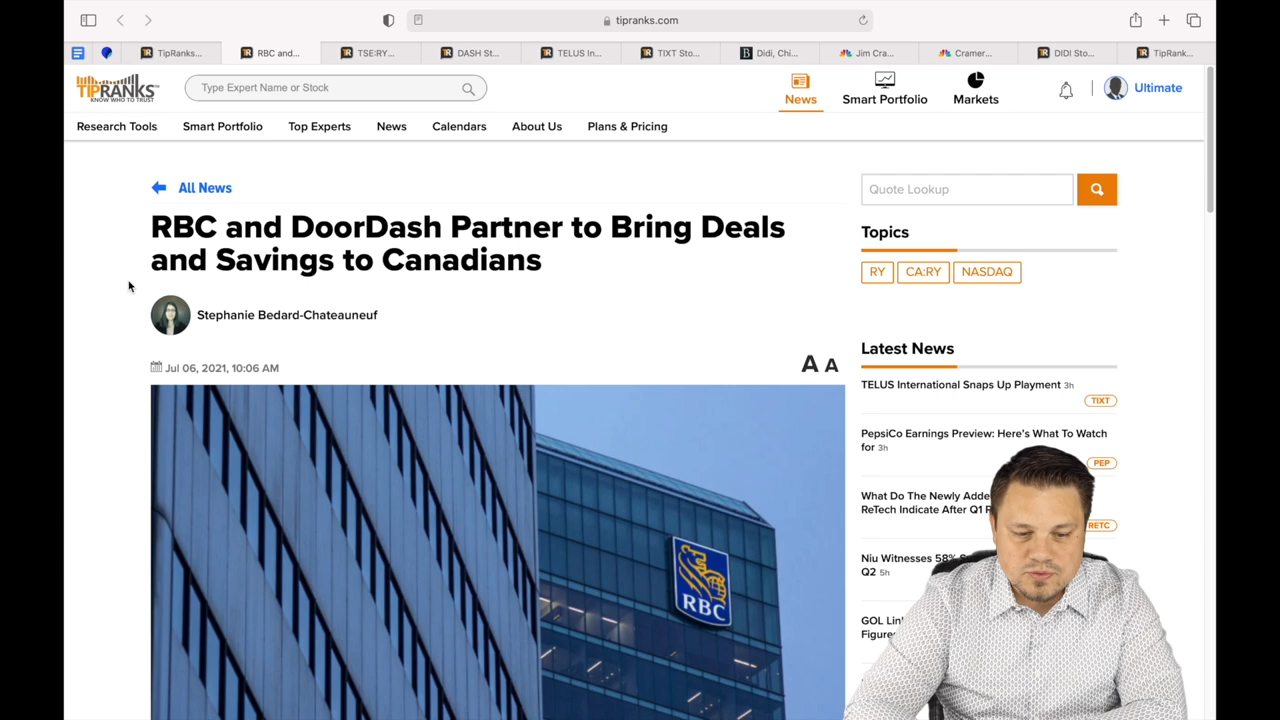 tipranks.com
TipRanks...
RBC and...
TSE:RY...
DASH St...
TELUS In...
TIXT Sto...
Didi, Chi...
Jim Cra...
Cramer...
DIDI Sto...
TipRank...
TIPRANKS
KNOW WHO TO TRUST
Type Expert Name or Stock
News
Smart Portfolio
Markets
Ultimate
Research Tools
Smart Portfolio
Top Experts
News
Calendars
About Us
Plans & Pricing
All News
RBC and DoorDash Partner to Bring Deals
and Savings to Canadians
Stephanie Bedard-Chateauneuf
Jul 06, 2021, 10:06 AM
A A
RBC
Quote Lookup
Topics
RY
CA:RY
NASDAQ
Latest News
TELUS International Snaps Up Playment 3h
TIXT
PepsiCo Earnings Preview: Here's What To Watch
for 3h
PEP
What Do The Newly Adde
ReTech Indicate After Q1 R
RETC
Niu Witnesses 58%
Q2 5h
GOL Lin
Figure